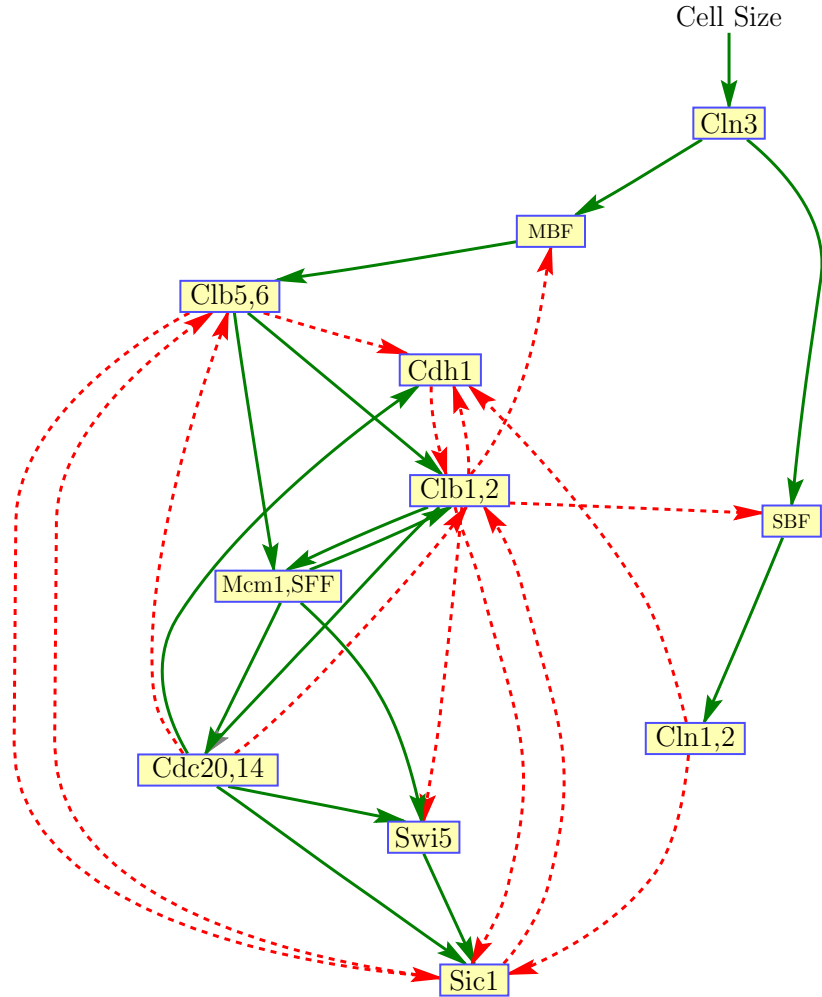 Cell Size
Cln3
MBF
Clb5,6
Cdh1
Clb1,2
SBF
Mcm1,SFF
Cln1,2
Cdc20,14
Swi5
Sic1